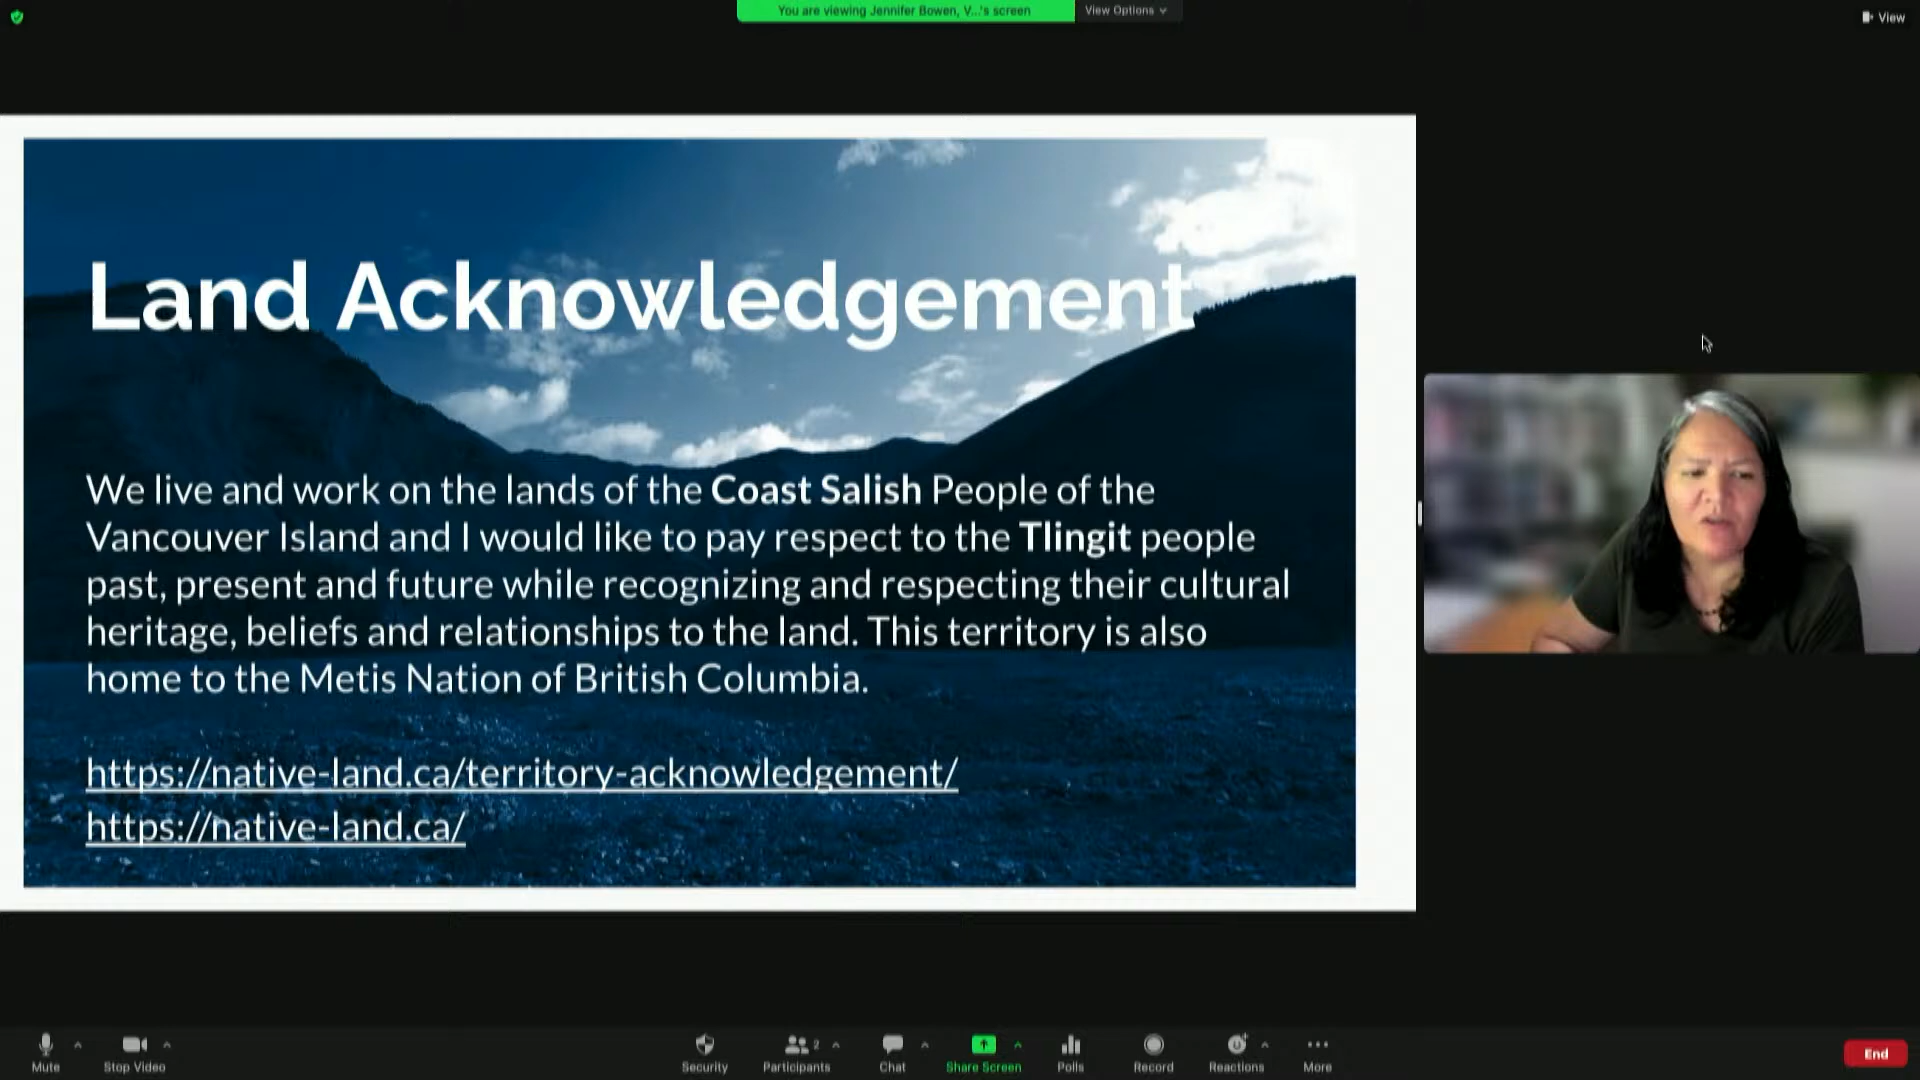 You are viewing Jennifer Bowen, V...'s screen
View Options
View
Land Acknowledgement
We live and work on the lands of the Coast Salish People of the
Vancouver Island and I would like to pay respect to the Tlingit people
past, present and future while recognizing and respecting their cultural
heritage, beliefs and relationships to the land. This territory is also
home to the Metis Nation of British Columbia.
https://native-land.ca/territory-acknowledgement/
https://native-land.ca/
2
Mute
Stop Video
Security
Participants
Chat
Share Screen
Polls
Record
Reactions
More
End